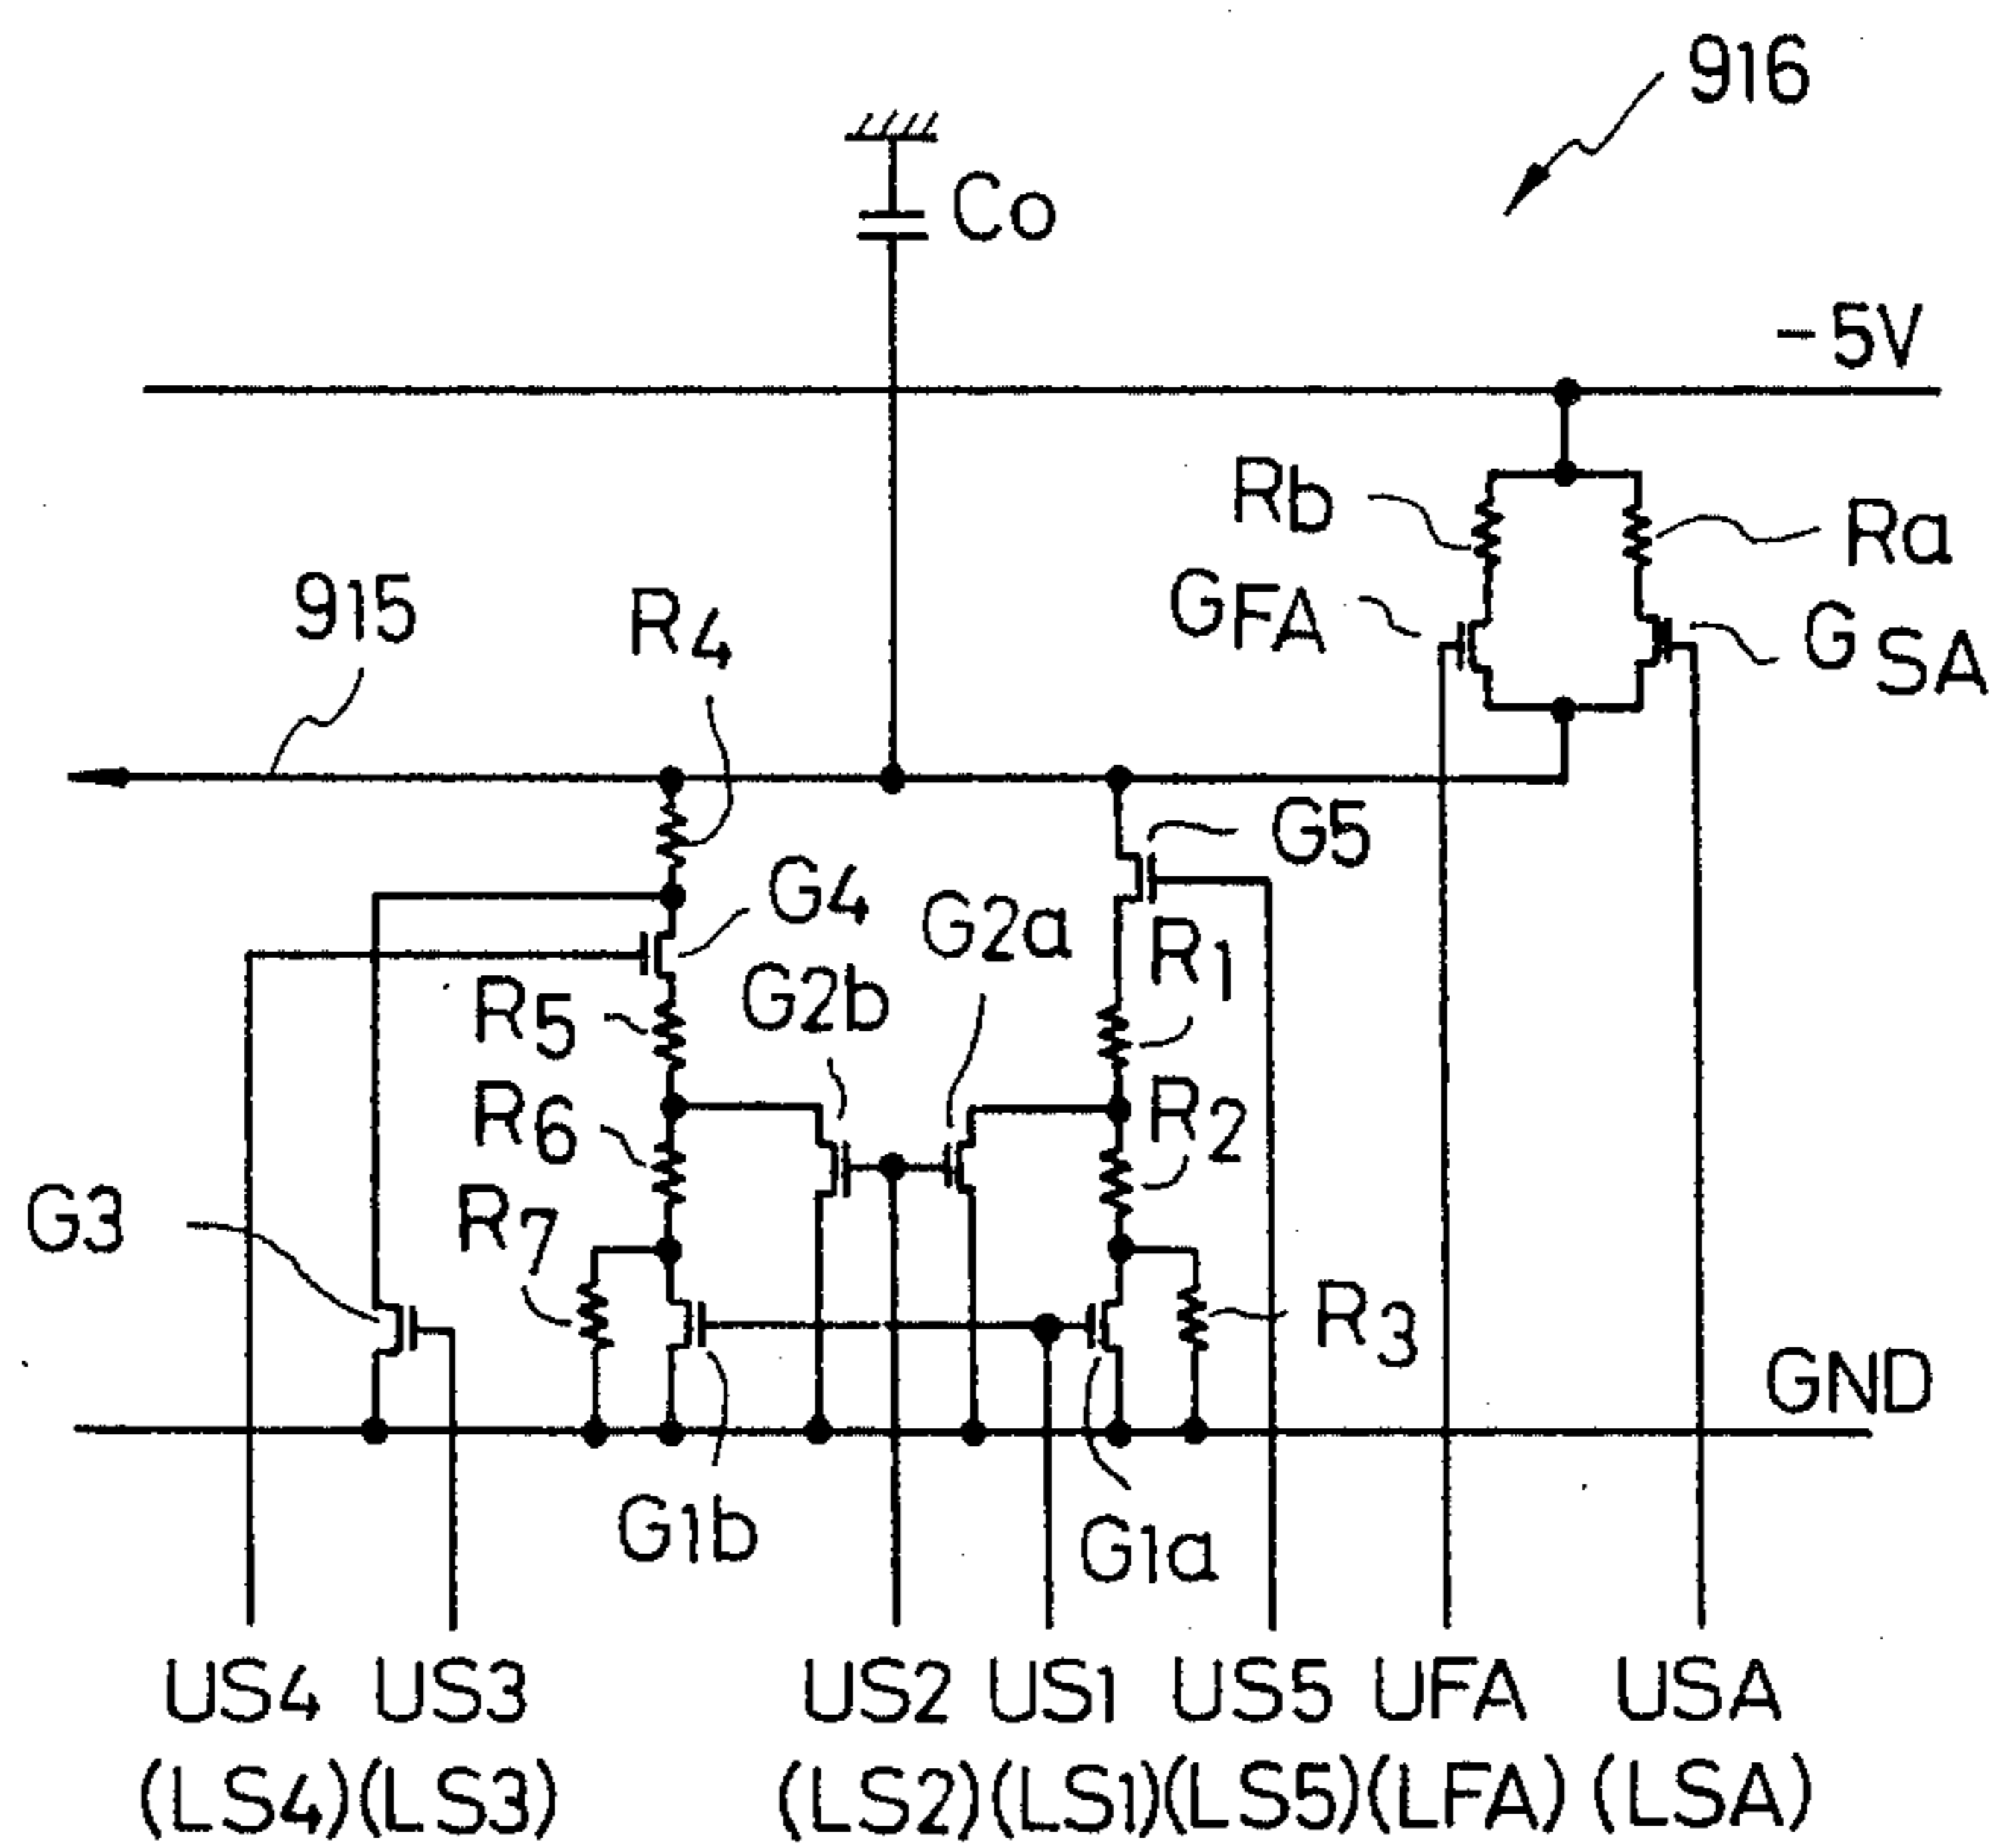 916
Co
-5V
Rb
Ra
915
R4
GFA
GSA
G5
G4
G2a
R1
G2b
R5
R6
R2
G3
R7
R3
GND
G1b
G1a
US4 US3 US2 US1 US5 UFA USA
(LS4) (LS3) (LS2) (LS1) (LS5) (LFA) (LSA)